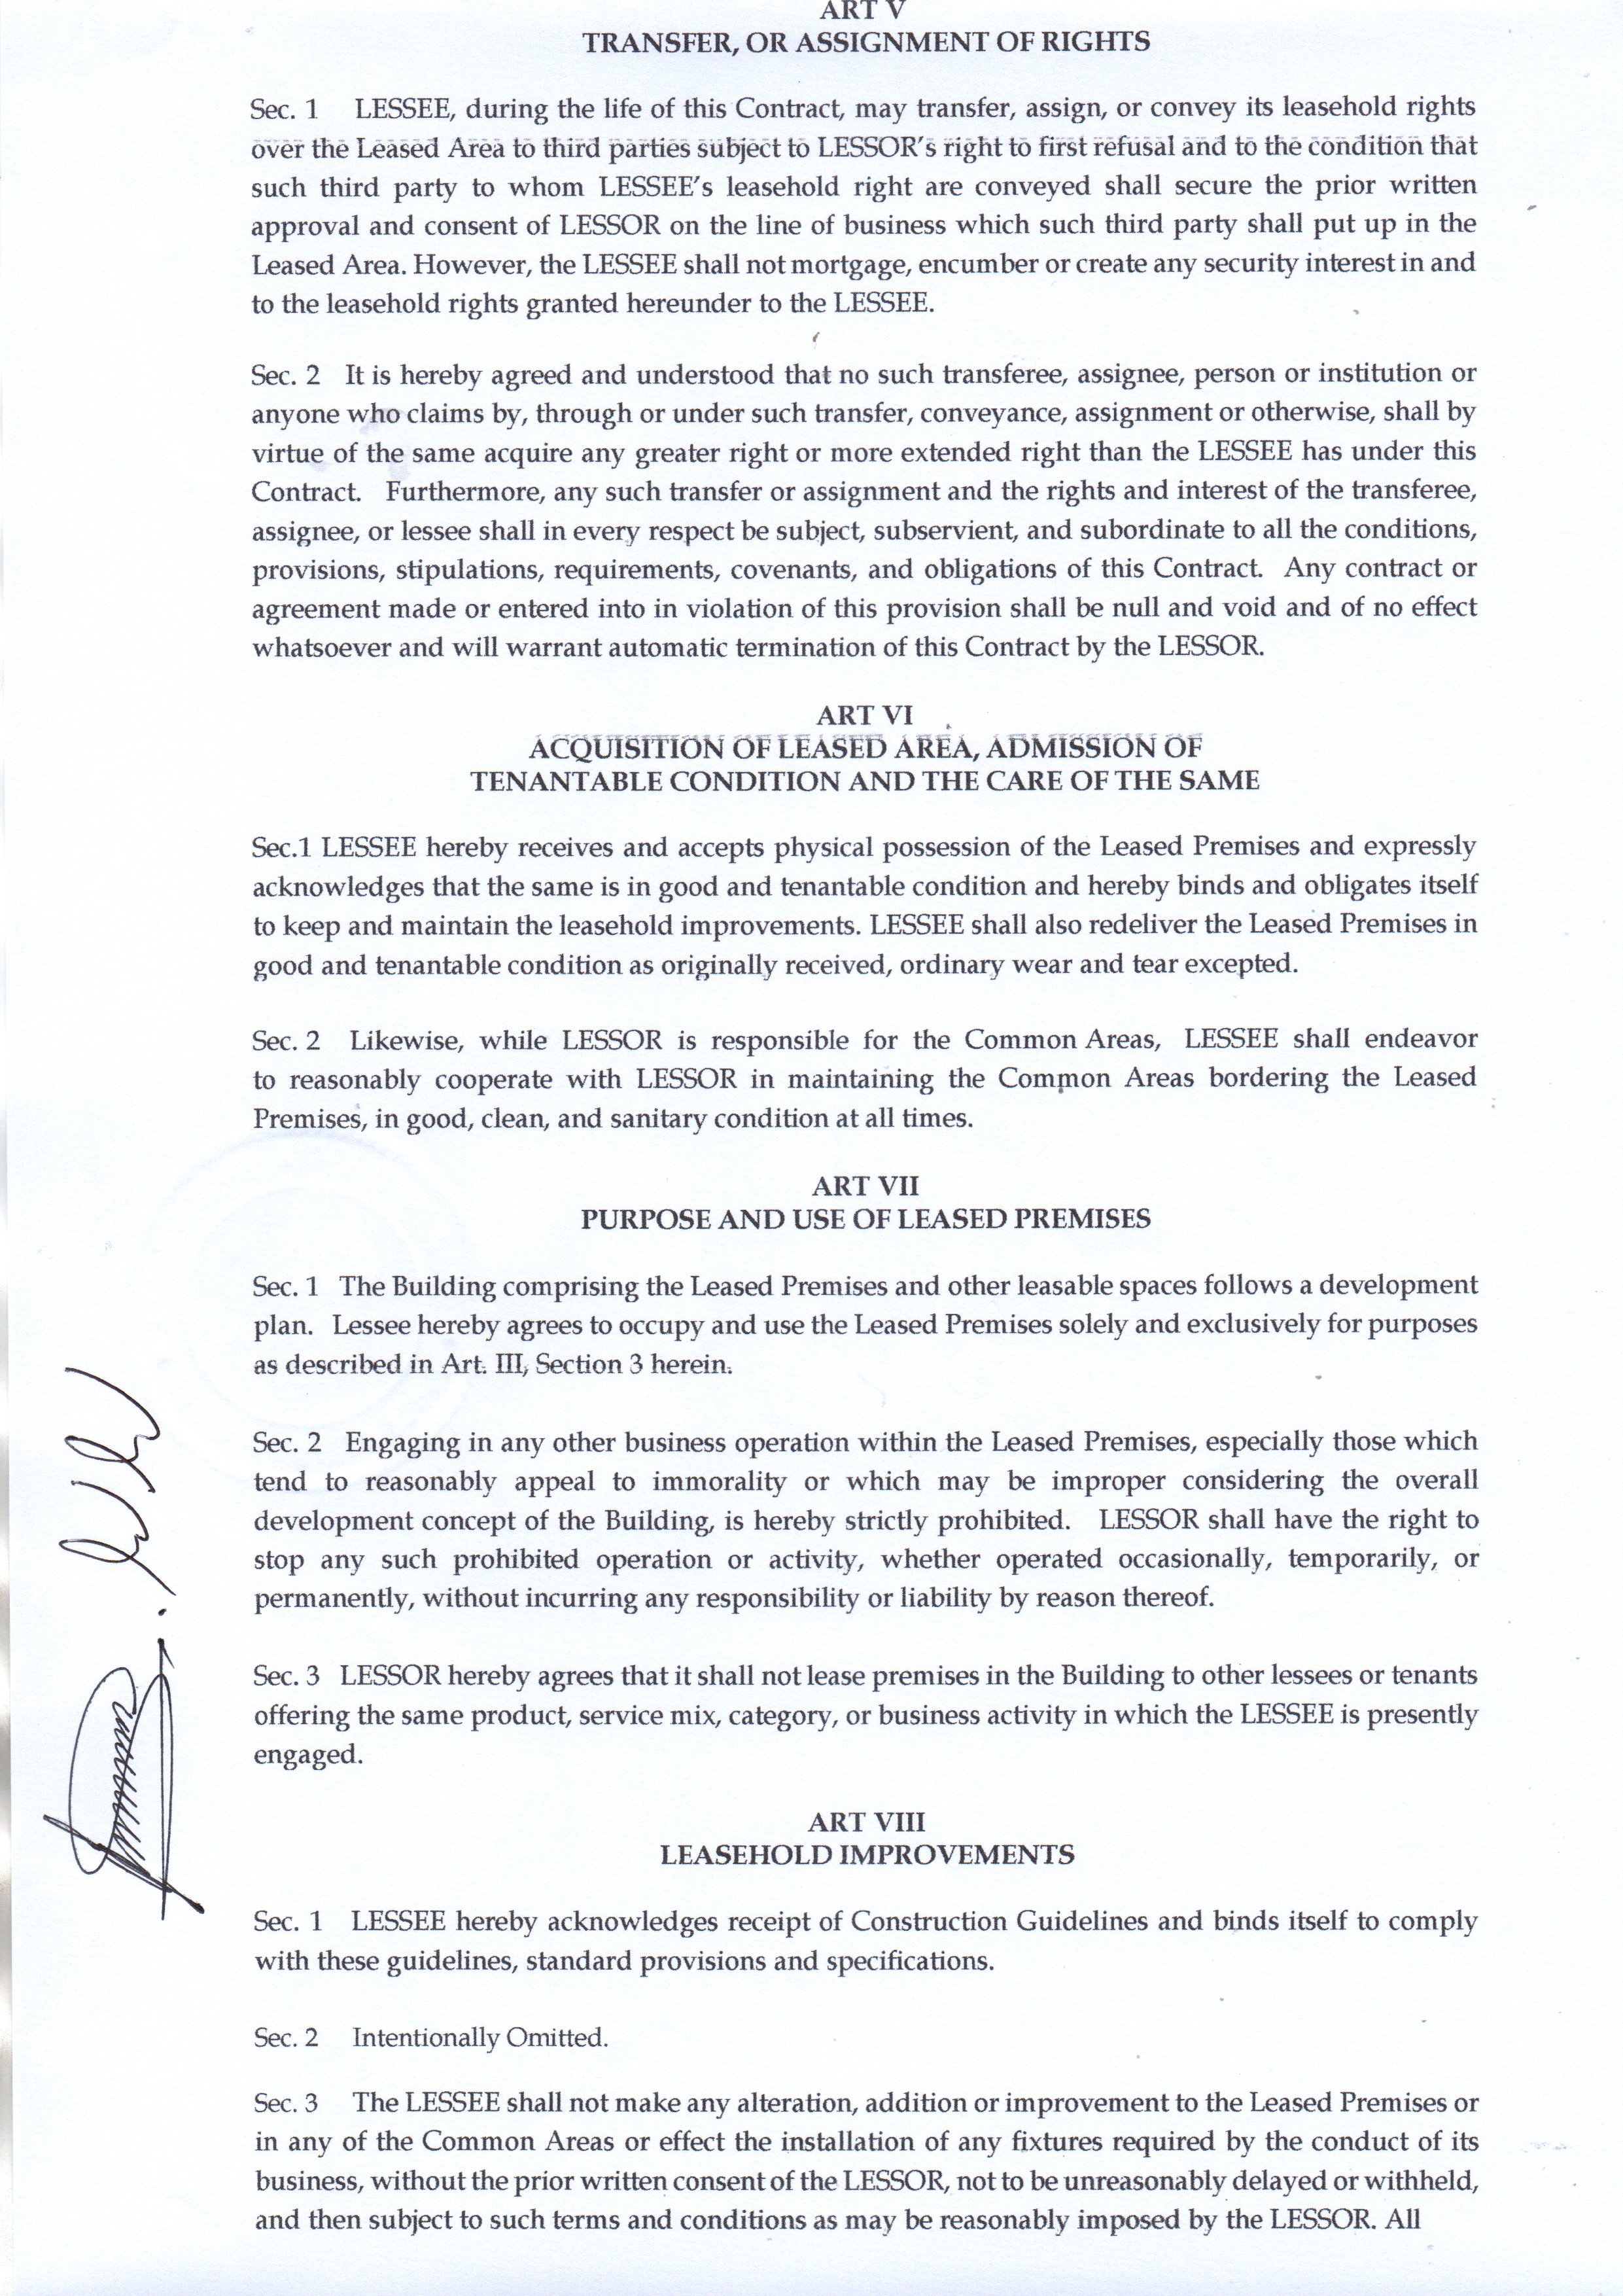 ART V
TRANSFER, OR ASSIGNMENT OF RIGHTS
Sec. 1 LESSEE, during the life of this Contract, may transfer, assign, or convey its leasehold rights
over the Leased Area to third parties subject to LESSOR's right to first refusal and to the condition that
such third party to whom LESSEE's leasehold right are conveyed shall secure the prior written
approval and consent of LESSOR on the line of business which such third party shall put up in the
Leased Area. However, the LESSEE shall not mortgage, encumber or create any security interest in and
to the leasehold rights granted hereunder to the LESSEE.
Sec. 2 It is hereby agreed and understood that no such transferee, assignee, person or institution or
anyone who claims by, through or under such transfer, conveyance, assignment or otherwise, shall by
virtue of the same acquire any greater right or more extended right than the LESSEE has under this
Contract. Furthermore, any such transfer or assignment and the rights and interest of the transferee,
assignee, or lessee shall in every respect be subject, subservient, and subordinate to all the conditions,
provisions, stipulations, requirements, covenants, and obligations of this Contract. Any contract or
agreement made or entered into in violation of this provision shall be null and void and of no effect
whatsoever and will warrant automatic termination of this Contract by the LESSOR.
ART VI
ACQUISITION OF LEASED AREA, ADMISSION OF
TENANTABLE CONDITION AND THE CARE OF THE SAME
Sec.1 LESSEE hereby receives and accepts physical possession of the Leased Premises and expressly
acknowledges that the same is in good and tenantable condition and hereby binds and obligates itself
to keep and maintain the leasehold improvements. LESSEE shall also redeliver the Leased Premises in
good and tenantable condition as originally received, ordinary wear and tear excepted.
Sec. 2 Likewise, while LESSOR is responsible for the Common Areas, LESSEE shall endeavor
to reasonably cooperate with LESSOR in maintaining the Common Areas bordering the Leased
Premises, in good, clean, and sanitary condition at all times.
ART VII
PURPOSE AND USE OF LEASED PREMISES
Sec. 1 The Building comprising the Leased Premises and other leasable spaces follows a development
plan. Lessee hereby agrees to occupy and use the Leased Premises solely and exclusively for purposes
as described in Art. III, Section 3 herein.
Sec. 2 Engaging in any other business operation within the Leased Premises, especially those which
tend to reasonably appeal to immorality or which may be improper considering the overall
development concept of the Building, is hereby strictly prohibited. LESSOR shall have the right to
stop any such prohibited operation or activity, whether operated occasionally, temporarily, or
permanently, without incurring any responsibility or liability by reason thereof.
Sec. 3 LESSOR hereby agrees that it shall not lease premises in the Building to other lessees or tenants
offering the same product, service mix, category, or business activity in which the LESSEE is presently
engaged.
ART VIII
LEASEHOLD IMPROVEMENTS
Sec. 1 LESSEE hereby acknowledges receipt of Construction Guidelines and binds itself to comply
with these guidelines, standard provisions and specifications.
Sec. 2 Intentionally Omitted.
Sec. 3 The LESSEE shall not make any alteration, addition or improvement to the Leased Premises or
in any of the Common Areas or effect the installation of any fixtures required by the conduct of its
business, without the prior written consent of the LESSOR, not to be unreasonably delayed or withheld,
and then subject to such terms and conditions as may be reasonably imposed by the LESSOR. All